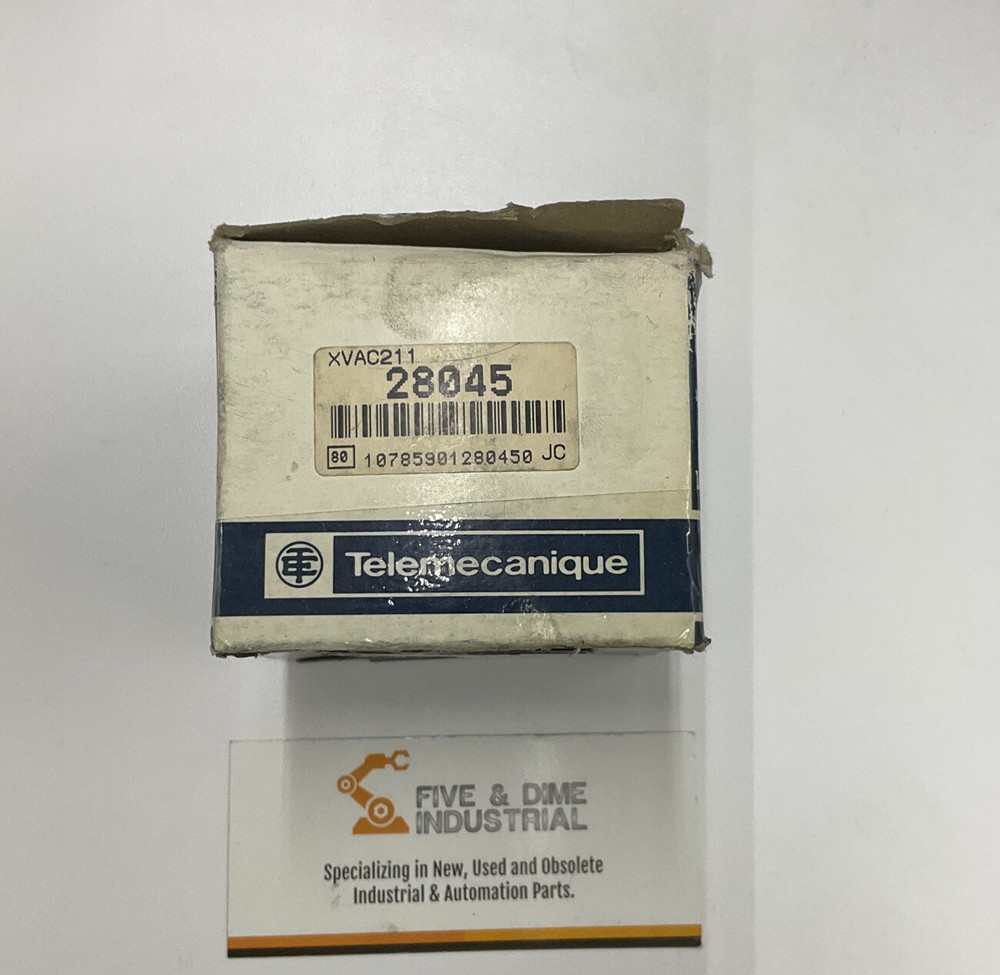 XVAC211
28045
80 10785901280450 JC
Telemecanique
FIVE & DIME
INDUSTRIAL
Specializing in New, Used and Obsolete
Industrial & Automation Parts.